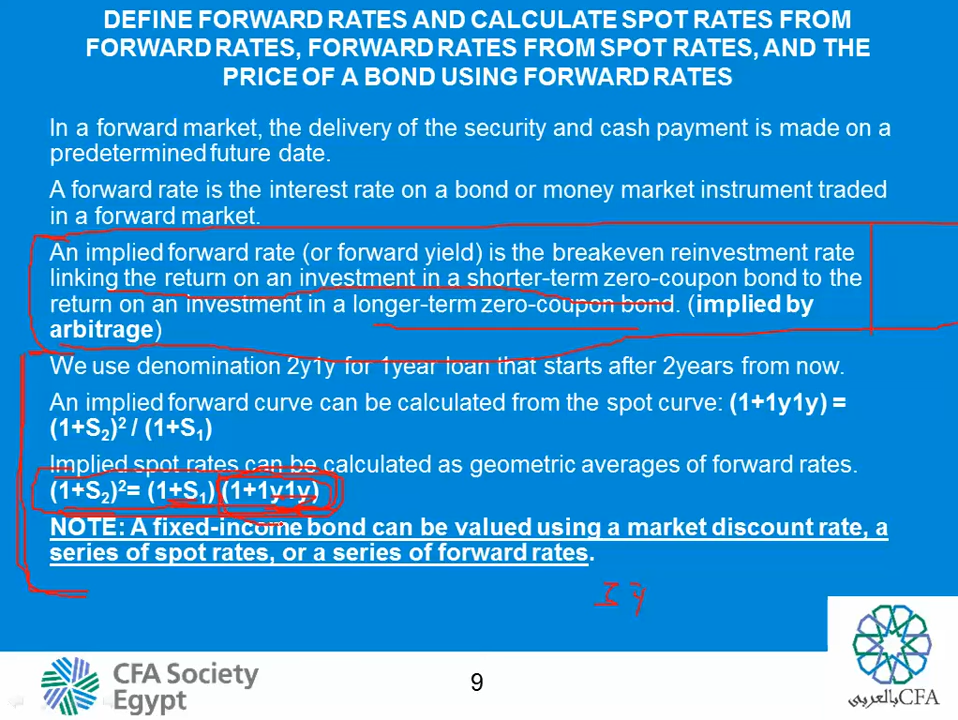 DEFINE FORWARD RATES AND CALCULATE SPOT RATES FROM
FORWARD RATES, FORWARD RATES FROM SPOT RATES, AND THE
PRICE OF A BOND USING FORWARD RATES
In a forward market, the delivery of the security and cash payment is made on a
predetermined future date.
A forward rate is the interest rate on a bond or money market instrument traded
in a forward market.
An implied forward rate (or forward yield) is the breakeven reinvestment rate
linking the return on an investment in a shorter-term zero-coupon bond to the
return on an investment in a longer-term zero-coupon bond. (implied by
arbitrage)
We use denomination 2y1y for 1year loan that starts after 2years from now.
An implied forward curve can be calculated from the spot curve: (1+1y1y) =
(1+S₂)² / (1+S₁)
Implied spot rates can be calculated as geometric averages of forward rates.
(1+S₂)²= (1+S₁) (1+1y1y)
NOTE: A fixed-income bond can be valued using a market discount rate, a
series of spot rates, or a series of forward rates.
CFA Society
Egypt
9
CFAبالعربي